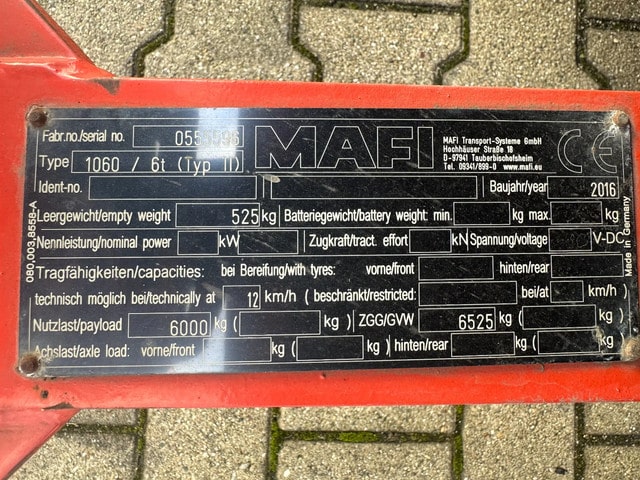 Fabr.no./serial no.
MAFI
MAFI Transport-Systeme GmbH
Hochhäuser Straße 18
D-97941 Tauberbischofsheim
Tel. 09341/899-0 www.mafi.eu
CE
Type 1060 / 6t (Typ II)
Ident-no. Baujahr/year 2016
Leergewicht/empty weight 525 kg Batteriegewicht/battery weight: min. kg max. kg
Nennleistung/nominal power kW Zugkraft/tract. effort kN Spannung/voltage V-DC
Tragfähigkeiten/capacities: bei Bereifung/with tyres: vorne/front hinten/rear
technisch möglich bei/technically at 12 km/h (beschränkt/restricted: bei/at km/h)
Nutzlast/payload 6000 kg ( kg) ZGG/GVW 6525 kg ( kg)
Achslast/axle load: vorne/front kg ( kg) hinten/rear kg ( kg)
090.003.8558-A
Made in Germany